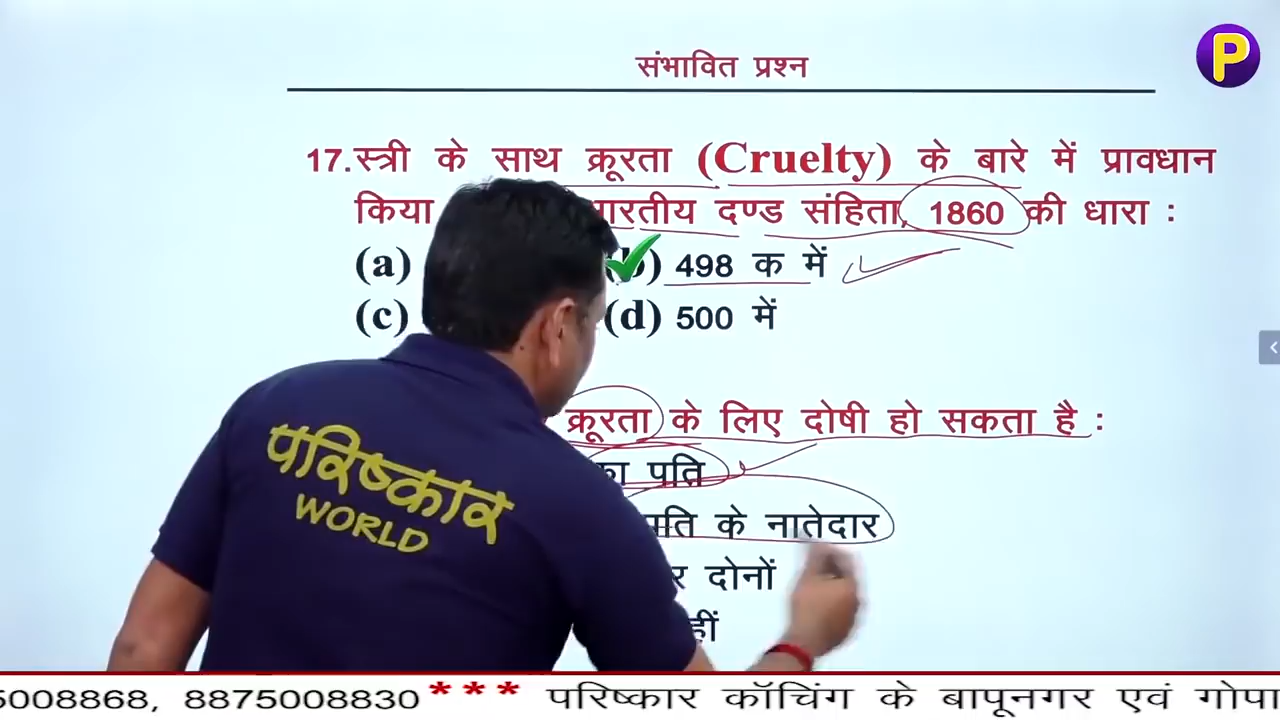 P
संभावित प्रश्न
17. स्त्री के साथ क्रूरता (Cruelty) के बारे में प्रावधान
किया भारतीय दण्ड संहिता, 1860 की धारा :
(a) (b) 498 क में
(c) (d) 500 में
क्रूरता के लिए दोषी हो सकता है :
का पति
पति के नातेदार
दोनों
परिष्कार
WORLD
5008868, 8875008830 *** परिष्कार कॉचिंग के बापूनगर एवं